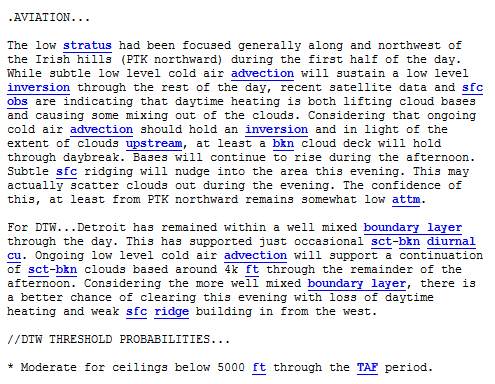 .AVIATION...
The low stratus had been focused generally along and northwest of
the Irish hills (PTK northward) during the first half of the day.
While subtle low level cold air advection will sustain a low level
inversion through the rest of the day, recent satellite data and sfc
obs are indicating that daytime heating is both lifting cloud bases
and causing some mixing out of the clouds. Considering that ongoing
cold air advection should hold an inversion and in light of the
extent of clouds upstream, at least a bkn cloud deck will hold
through daybreak. Bases will continue to rise during the afternoon.
Subtle sfc ridging will nudge into the area this evening. This may
actually scatter clouds out during the evening. The confidence of
this, at least from PTK northward remains somewhat low attm.
For DTW...Detroit has remained within a well mixed boundary layer
through the day. This has supported just occasional sct-bkn diurnal
cu. Ongoing low level cold air advection will support a continuation
of sct-bkn clouds based around 4k ft through the remainder of the
afternoon. Considering the more well mixed boundary layer, there is
a better chance of clearing this evening with loss of daytime
heating and weak sfc ridge building in from the west.
//DTW THRESHOLD PROBABILITIES...
* Moderate for ceilings below 5000 ft through the TAF period.